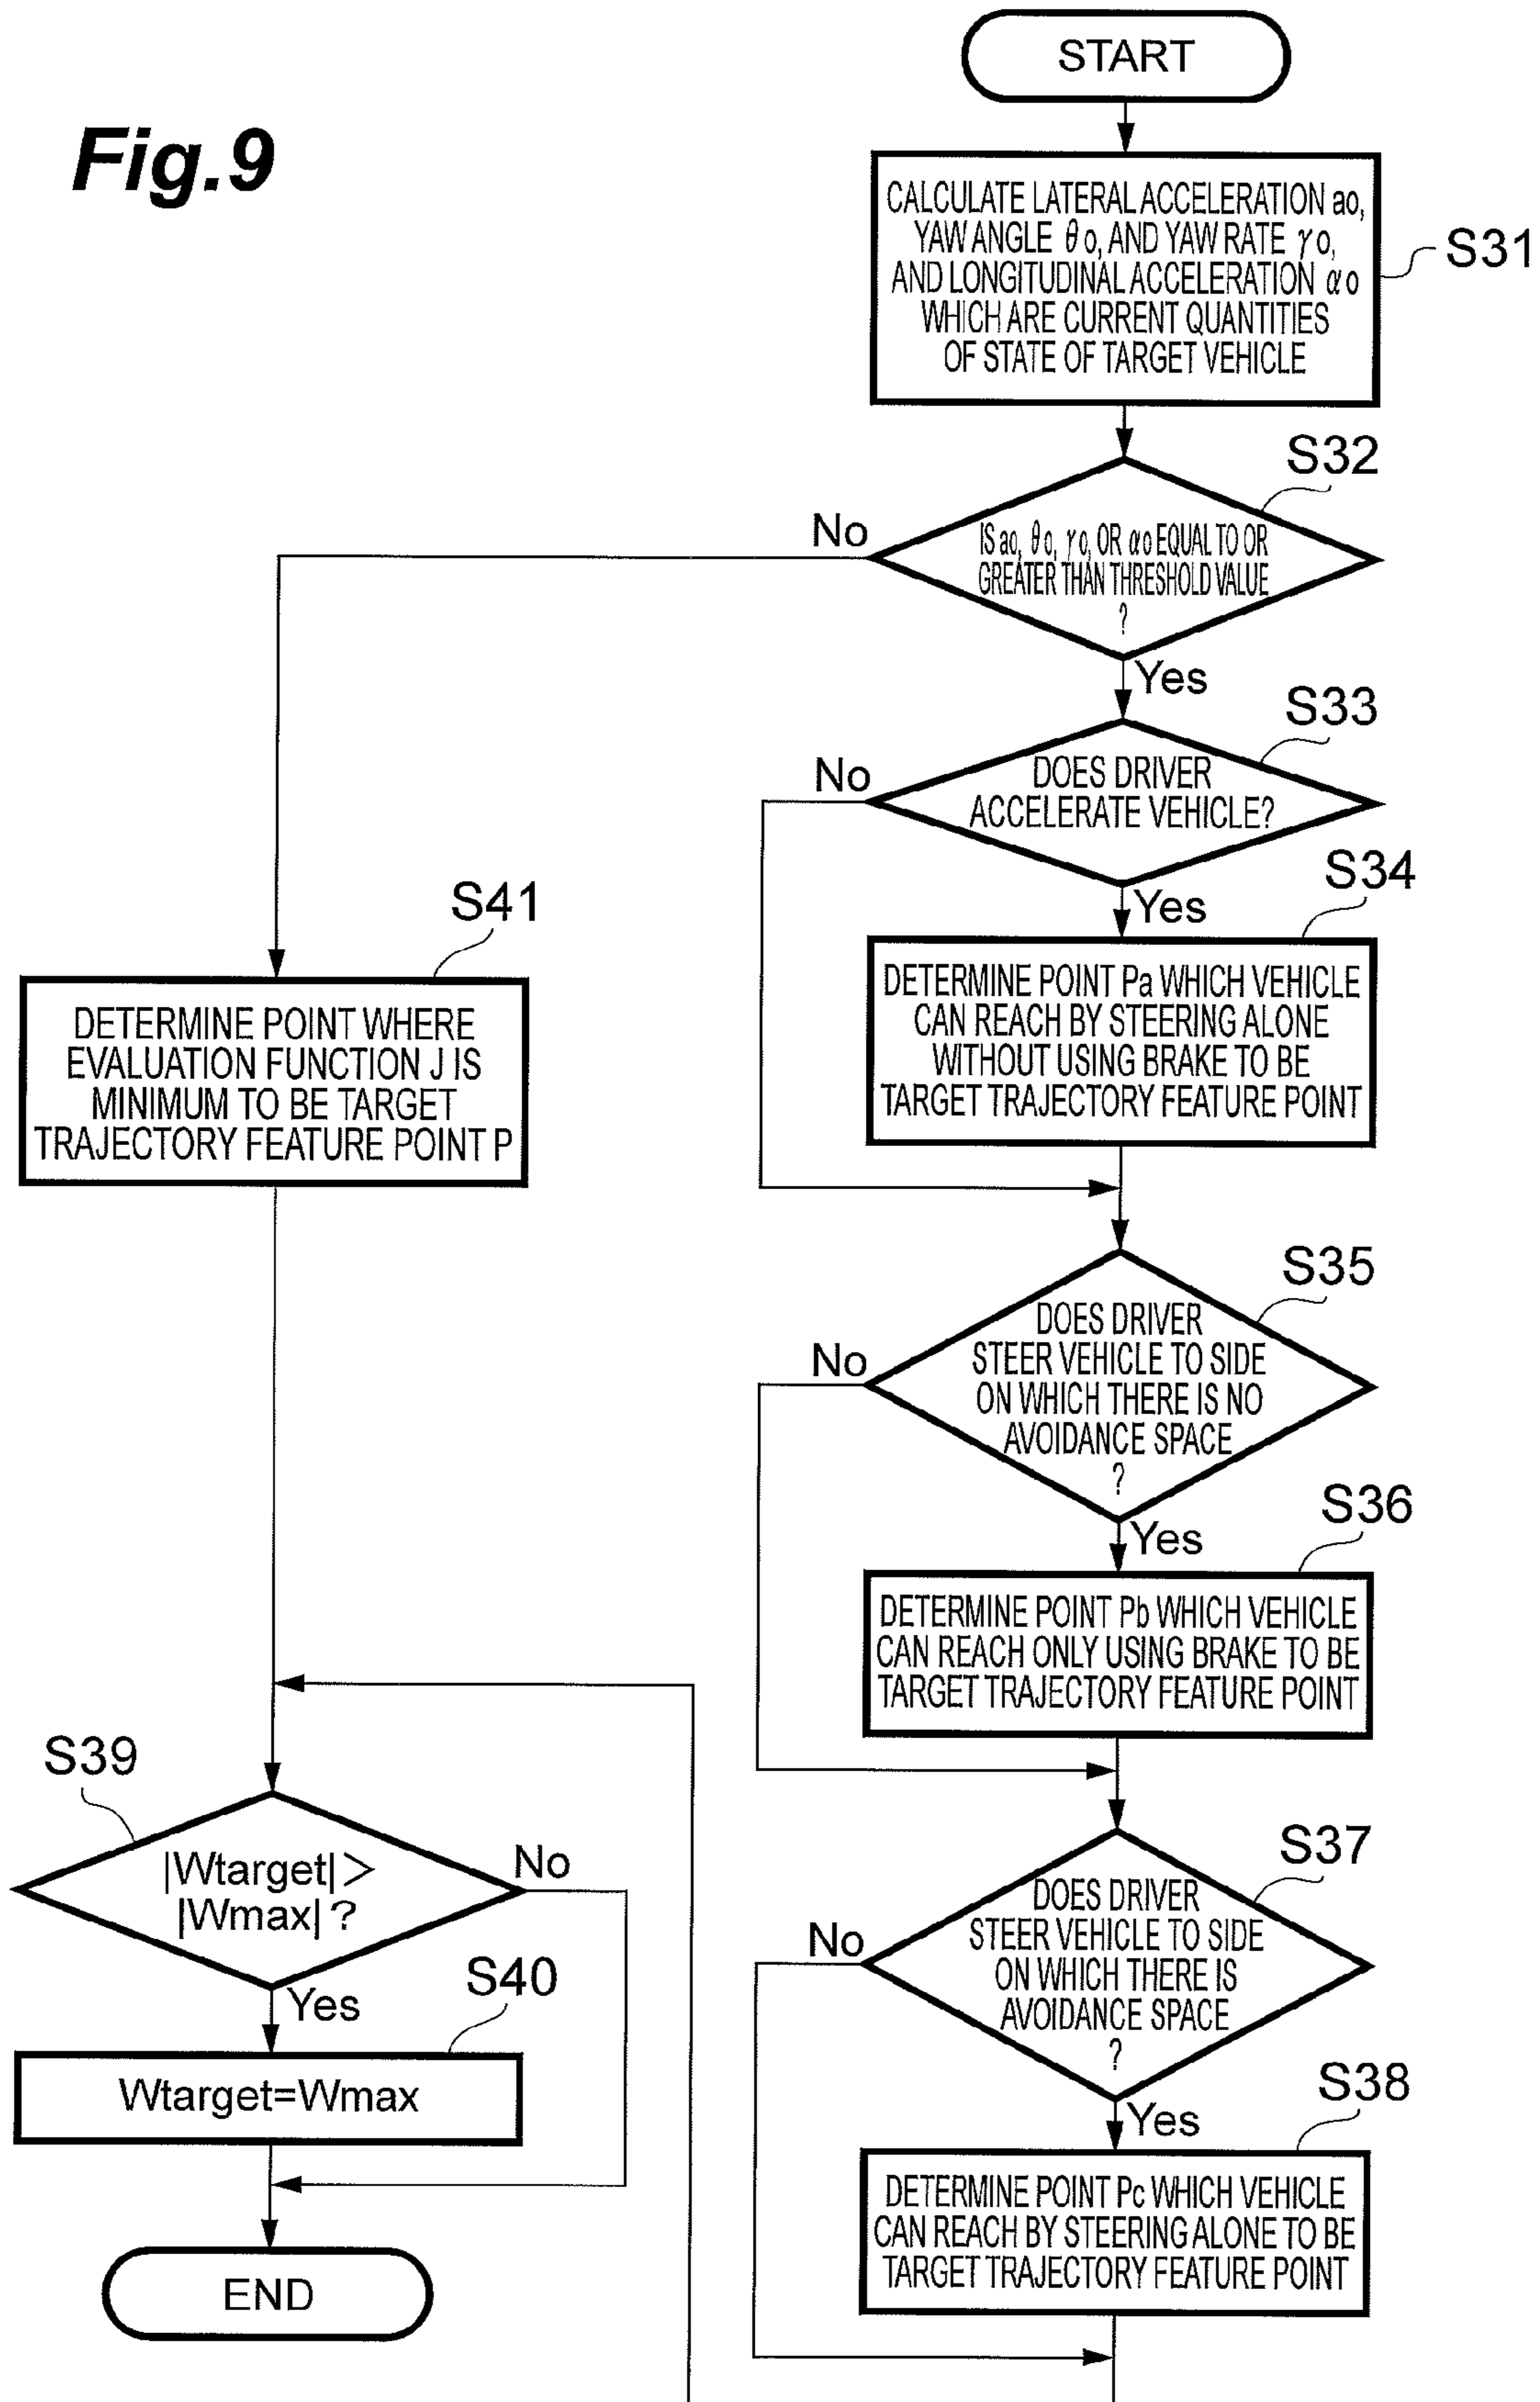 Fig.9
START
CALCULATE LATERAL ACCELERATION ao,
YAW ANGLE θo, AND YAW RATE γo,
AND LONGITUDINAL ACCELERATION αo
WHICH ARE CURRENT QUANTITIES
OF STATE OF TARGET VEHICLE
S31
S32
IS ao, θo, γo, OR αo EQUAL TO OR
GREATER THAN THRESHOLD VALUE
?
No
Yes
S33
DOES DRIVER
ACCELERATE VEHICLE?
No
Yes
S34
DETERMINE POINT Pa WHICH VEHICLE
CAN REACH BY STEERING ALONE
WITHOUT USING BRAKE TO BE
TARGET TRAJECTORY FEATURE POINT
S35
DOES DRIVER
STEER VEHICLE TO SIDE
ON WHICH THERE IS NO
AVOIDANCE SPACE
?
No
Yes
S36
DETERMINE POINT Pb WHICH VEHICLE
CAN REACH ONLY USING BRAKE TO BE
TARGET TRAJECTORY FEATURE POINT
S37
DOES DRIVER
STEER VEHICLE TO SIDE
ON WHICH THERE IS
AVOIDANCE SPACE
?
No
Yes
S38
DETERMINE POINT Pc WHICH VEHICLE
CAN REACH BY STEERING ALONE TO BE
TARGET TRAJECTORY FEATURE POINT
S41
DETERMINE POINT WHERE
EVALUATION FUNCTION J IS
MINIMUM TO BE TARGET
TRAJECTORY FEATURE POINT P
S39
|Wtarget|>
|Wmax|?
No
Yes
S40
Wtarget=Wmax
END